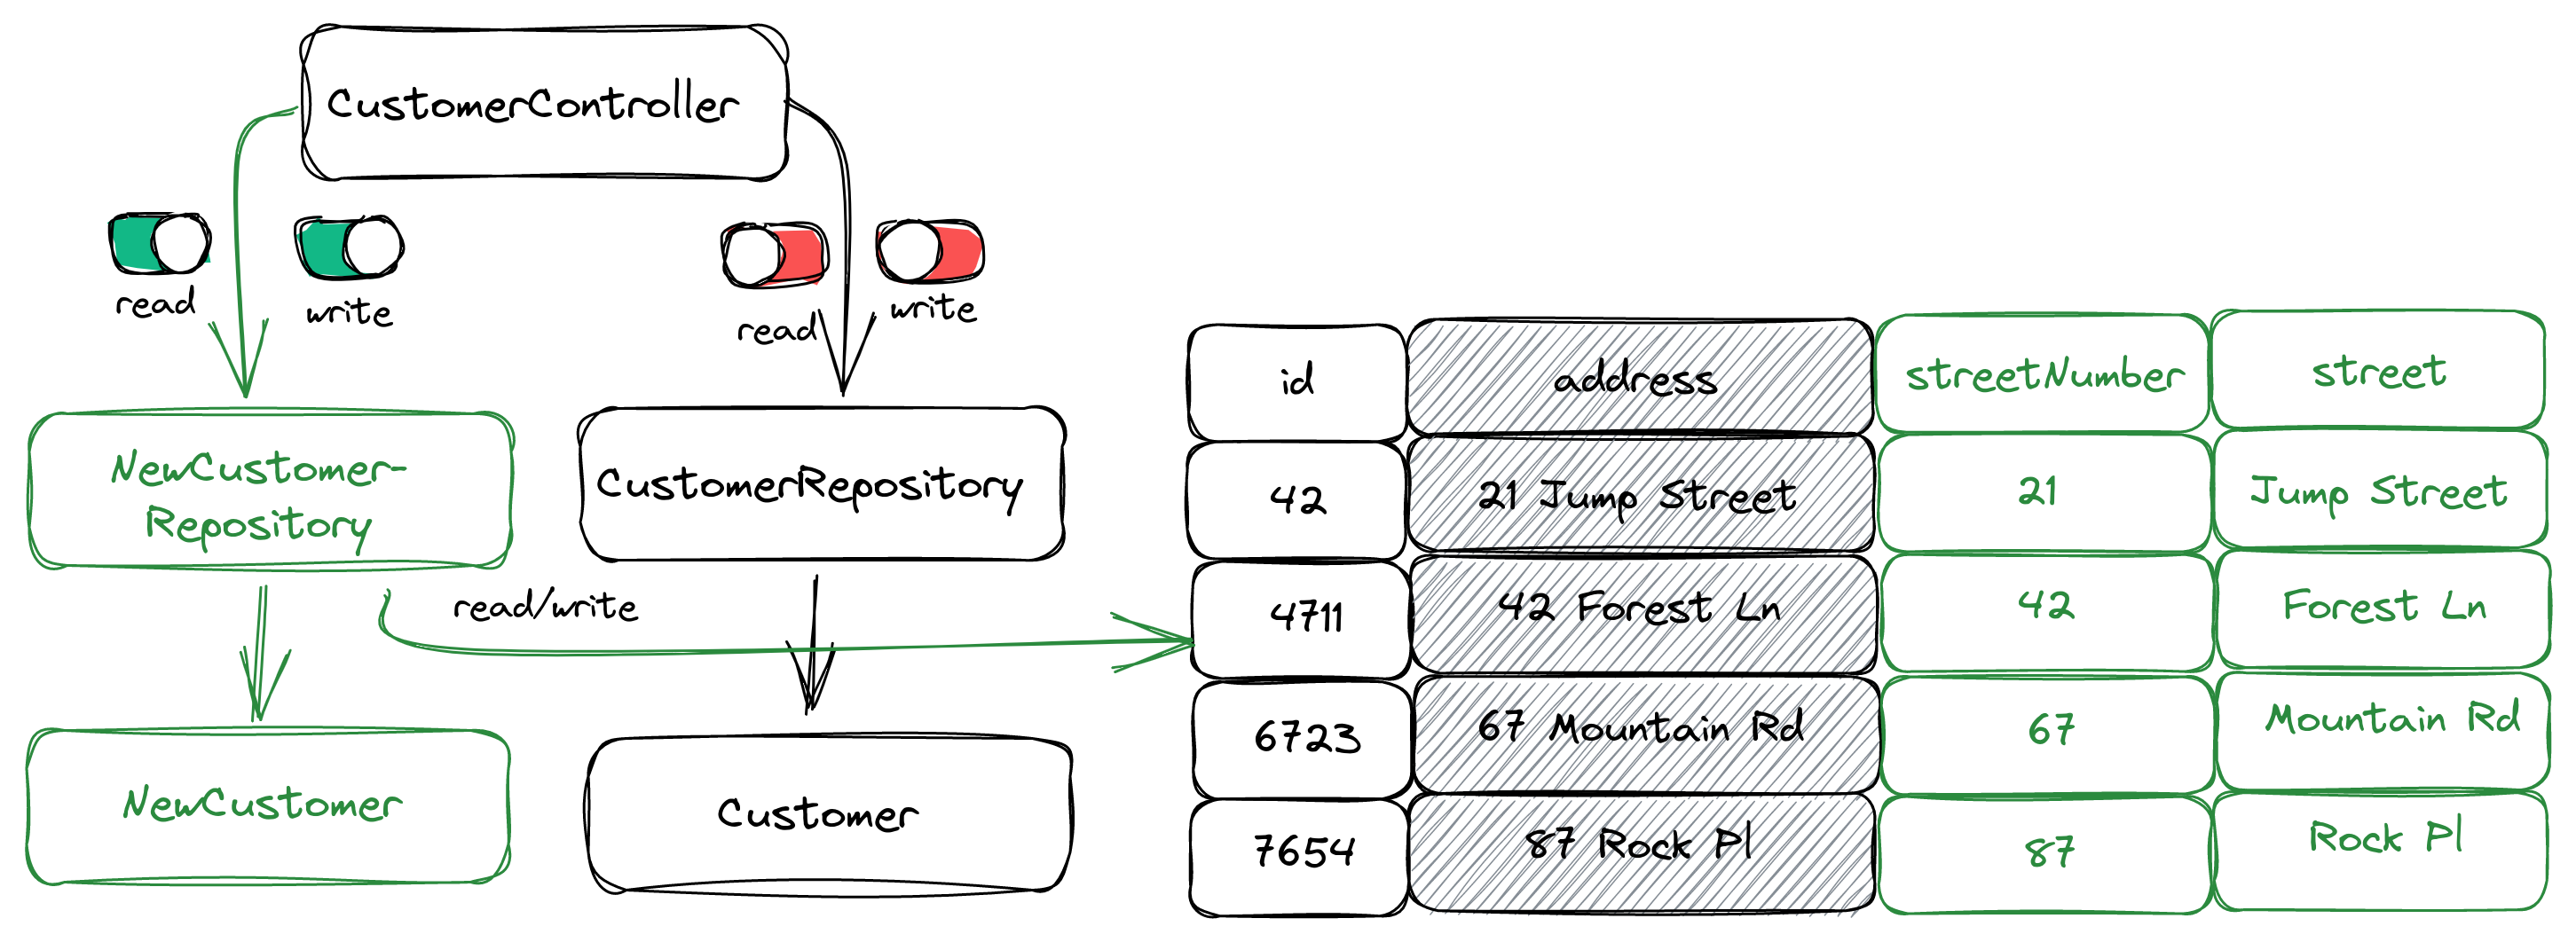 CustomerController
read
write
read
write
NewCustomer-
Repository
CustomerRepository
read/write
NewCustomer
Customer
id address streetNumber street
42 21 Jump Street 21 Jump Street
4711 42 Forest Ln 42 Forest Ln
6723 67 Mountain Rd 67 Mountain Rd
7654 87 Rock Pl 87 Rock Pl